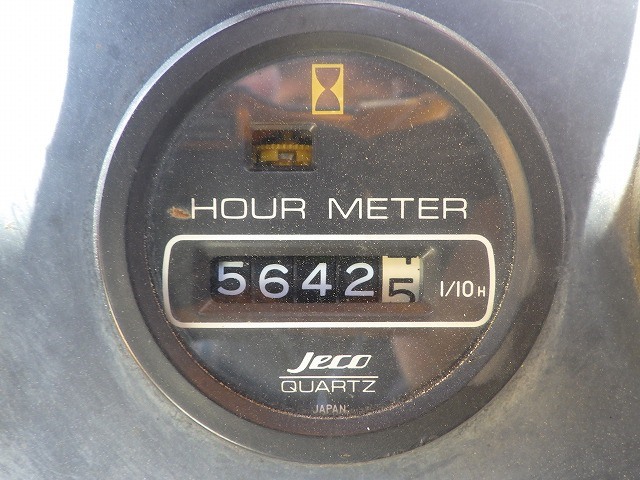 HOUR METER
56425 1/10H
Jeco
QUARTZ
JAPAN